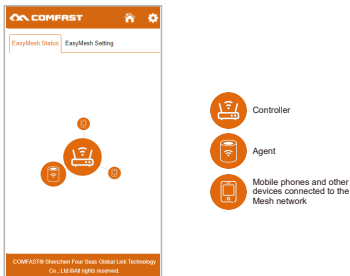 COMFAST
EasyMesh Status EasyMesh Setting
Controller
Agent
Mobile phones and other
devices connected to the
Mesh network
COMFAST® Shenzhen Four Seas Global Link Technology
Co., Ltd.®All rights reserved.